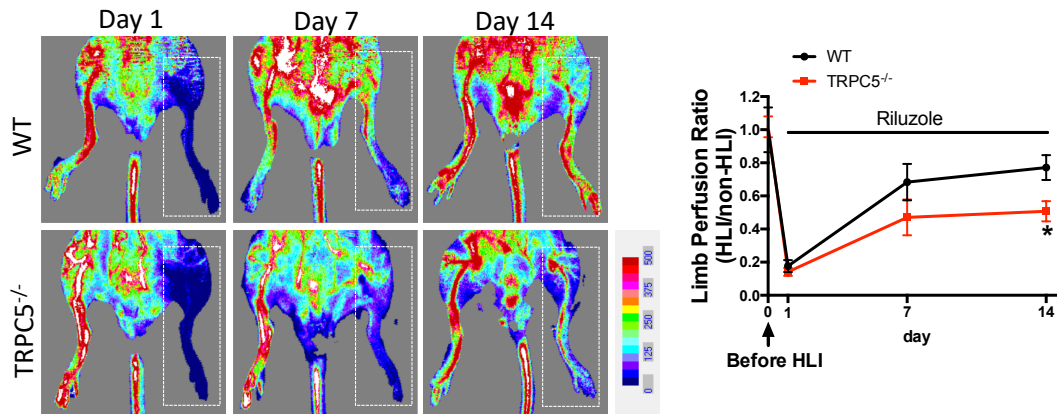 Day 1 Day 7 Day 14
WT
TRPC5-/-
500
375
250
125
0
WT
TRPC5-/-
Limb Perfusion Ratio
(HLI/non-HLI)
1.2
1.0
0.8
0.6
0.4
0.2
0.0
Riluzole
*
0 1 7 14
day
Before HLI